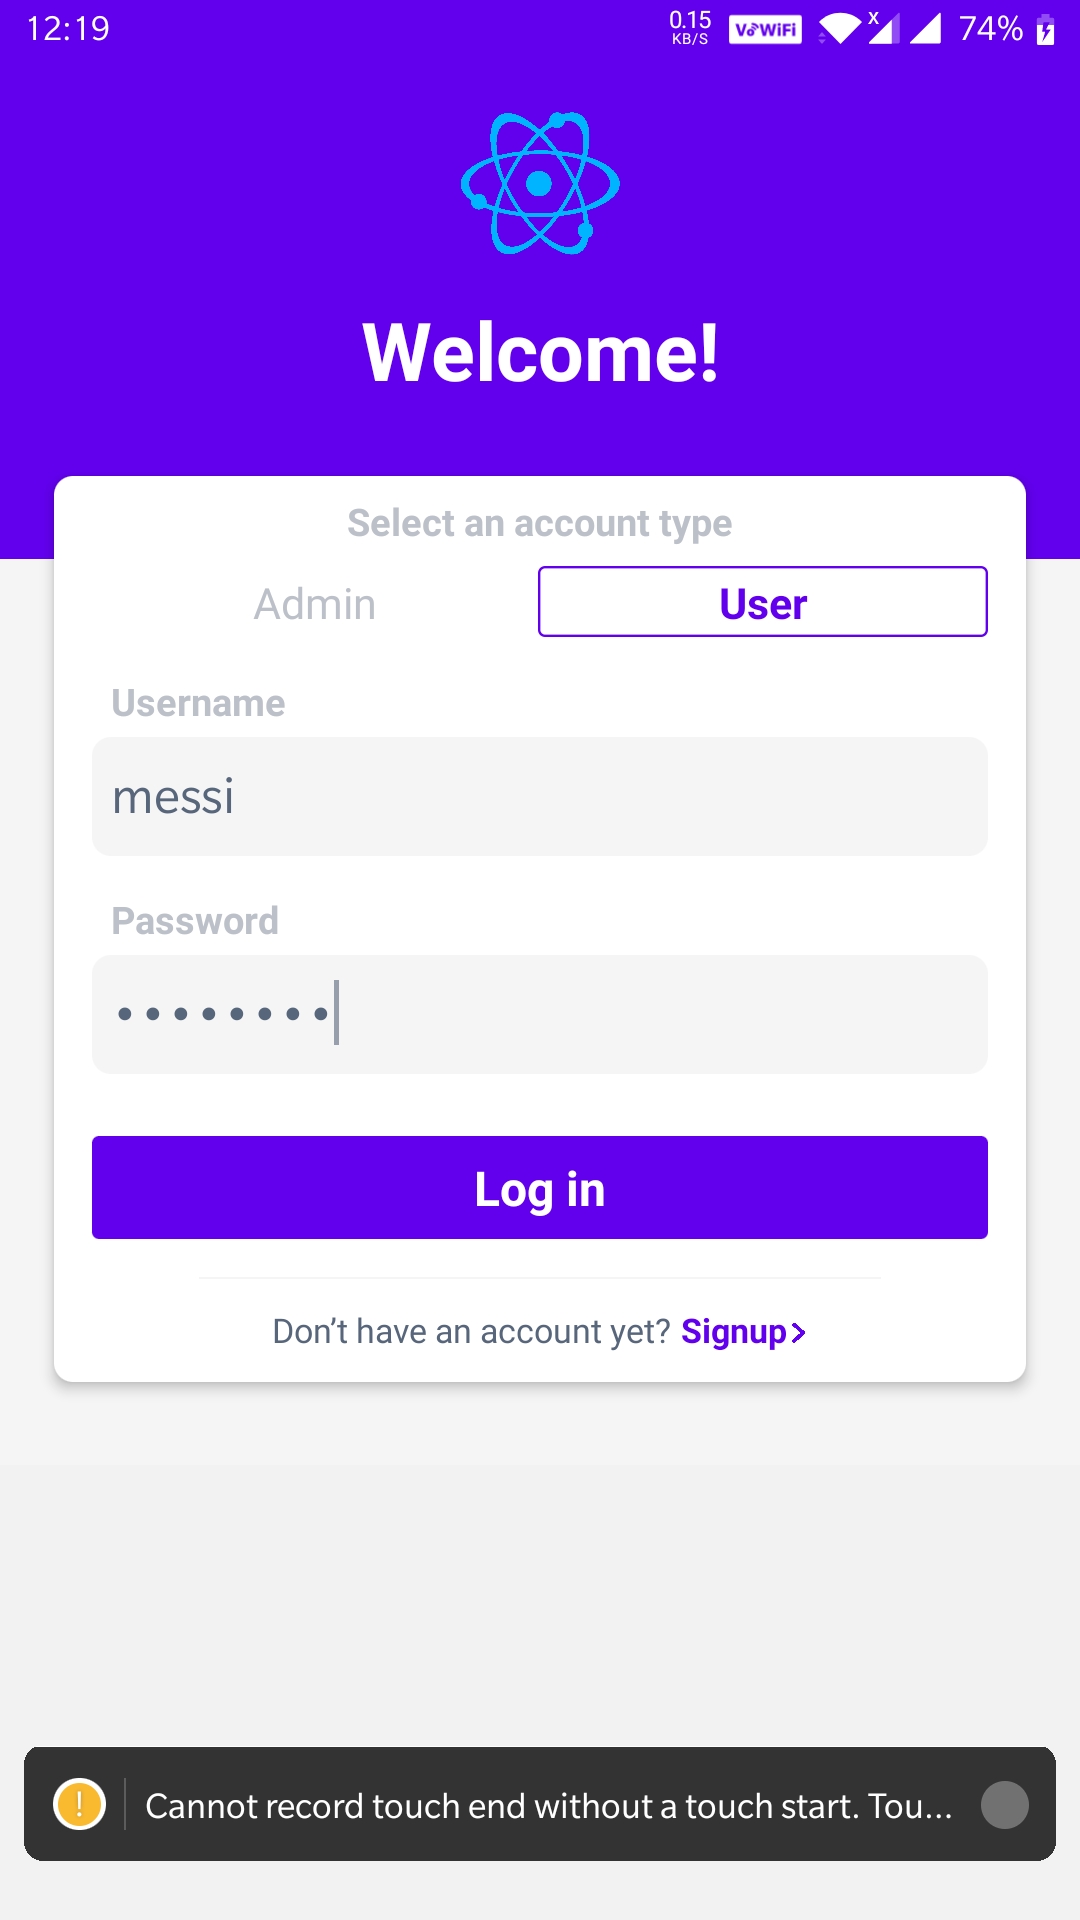 12:19 0.15 KB/S VoWiFi X 74%
Welcome!
Select an account type
Admin User
Username
messi
Password
••••••••
Log in
Don’t have an account yet? Signup
! Cannot record touch end without a touch start. Tou...